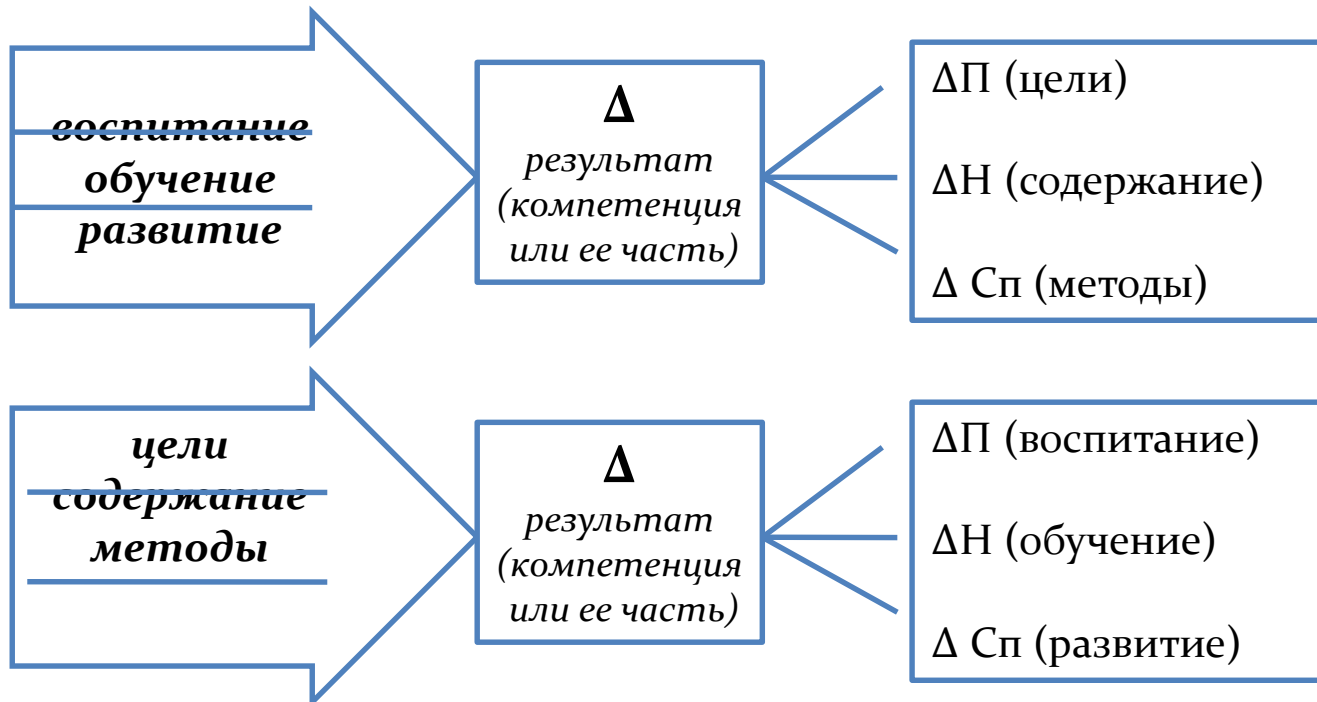 воспитание
обучение
развитие
Δ
результат
(компетенция
или ее часть)
ΔП (цели)
ΔН (содержание)
Δ Сп (методы)
цели
содержание
методы
Δ
результат
(компетенция
или ее часть)
ΔП (воспитание)
ΔН (обучение)
Δ Сп (развитие)